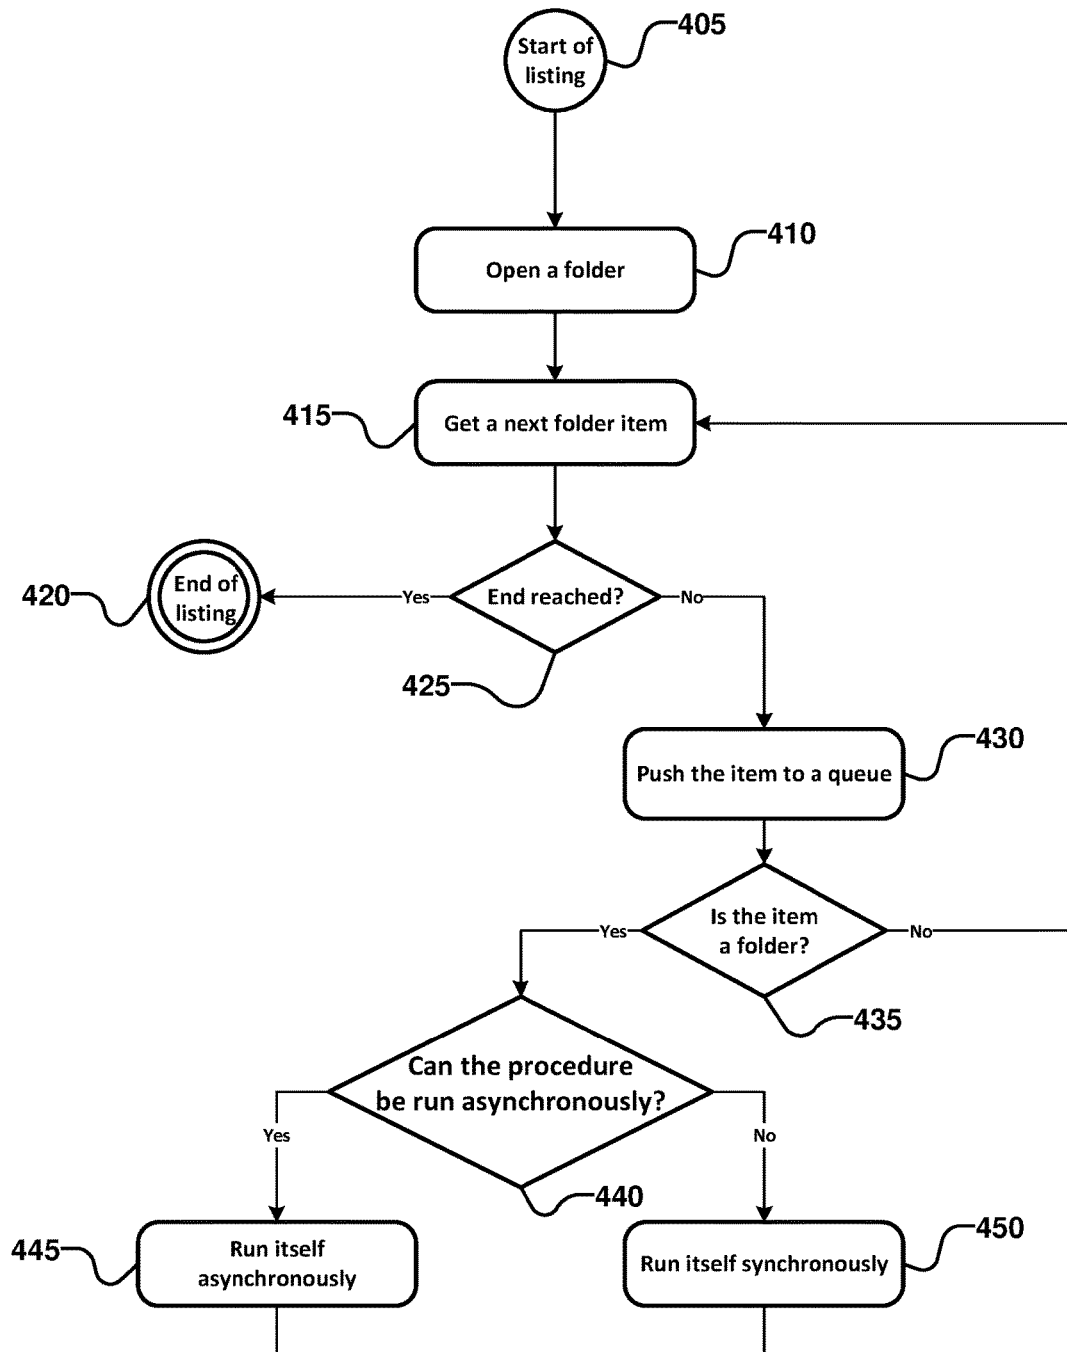 Start of
listing
405
Open a folder
410
415
Get a next folder item
420
End of
listing
Yes
End reached?
No
425
430
Push the item to a queue
Yes
Is the item
a folder?
No
435
Can the procedure
be run asynchronously?
Yes
No
440
445
Run itself
asynchronously
Run itself synchronously
450